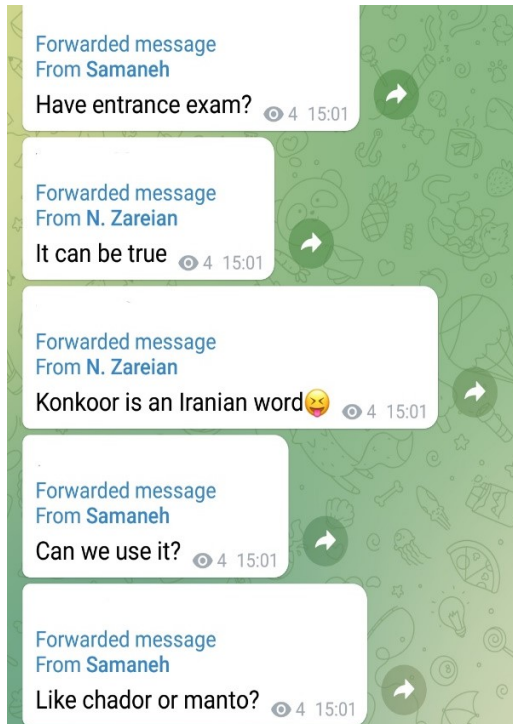 Forwarded message
From Samaneh
Have entrance exam? 4 15:01
Forwarded message
From N. Zareian
It can be true 4 15:01
Forwarded message
From N. Zareian
Konkoor is an Iranian word😝 4 15:01
Forwarded message
From Samaneh
Can we use it? 4 15:01
Forwarded message
From Samaneh
Like chador or manto? 4 15:01